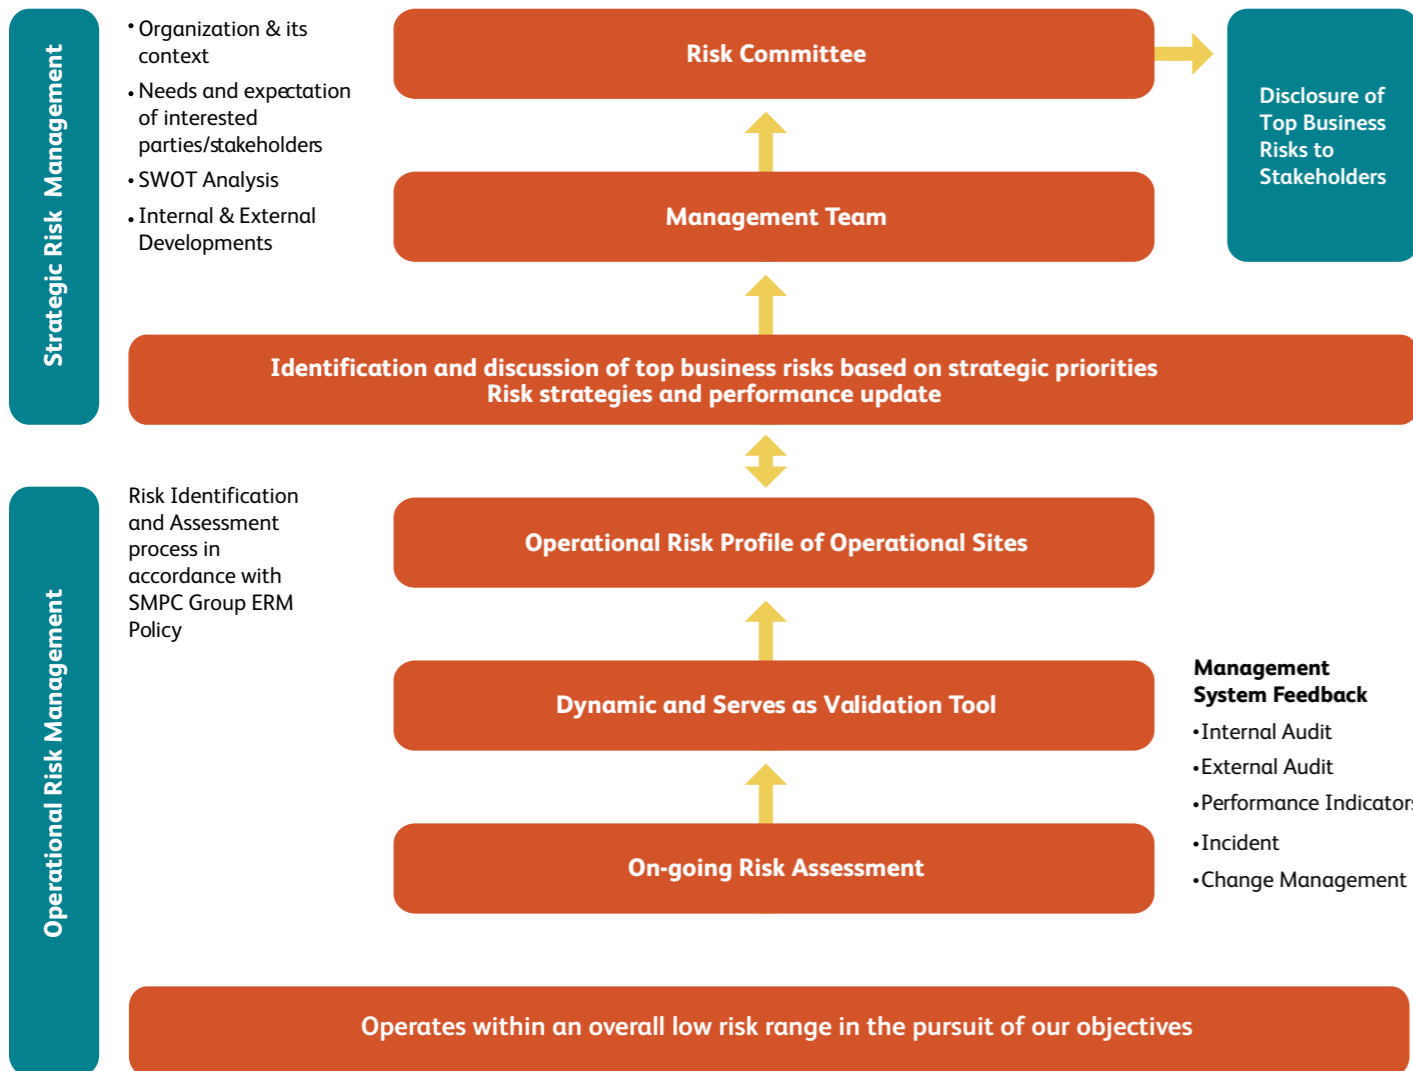 Strategic Risk Management
• Organization & its
context
• Needs and expectation
of interested
parties/stakeholders
• SWOT Analysis
• Internal & External
Developments
Risk Committee
Disclosure of
Top Business
Risks to
Stakeholders
Management Team
Identification and discussion of top business risks based on strategic priorities
Risk strategies and performance update
Operational Risk Management
Risk Identification
and Assessment
process in
accordance with
SMPC Group ERM
Policy
Operational Risk Profile of Operational Sites
Dynamic and Serves as Validation Tool
On-going Risk Assessment
Management
System Feedback
• Internal Audit
• External Audit
• Performance Indicators
• Incident
• Change Management
Operates within an overall low risk range in the pursuit of our objectives